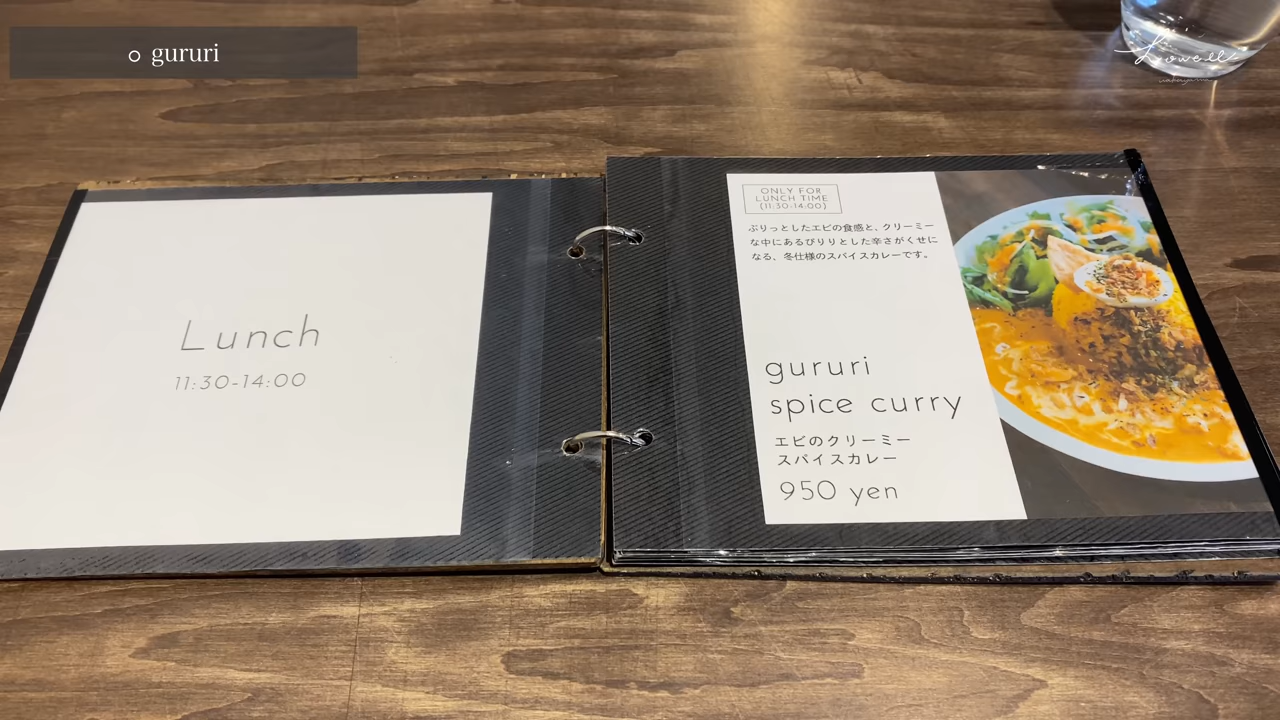 gururi
Lowell
Lunch
11:30-14:00
ONLY FOR
LUNCH TIME
(11:30-14:00)
ぷりっとしたエビの食感と、クリーミー
な中にあるぴりりとした辛さがくせに
なる、冬仕様のスパイスカレーです。
gururi
spice curry
エビのクリーミー
スパイスカレー
950 yen